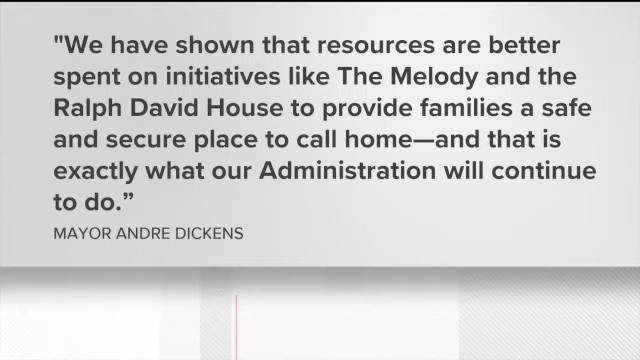 "We have shown that resources are better
spent on initiatives like The Melody and the
Ralph David House to provide families a safe
and secure place to call home—and that is
exactly what our Administration will continue
to do.”
MAYOR ANDRE DICKENS